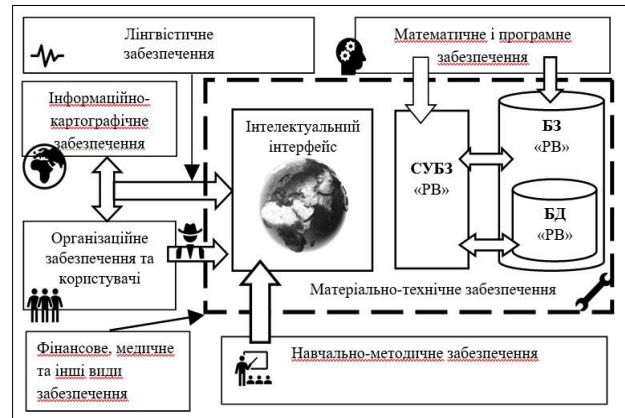 Лінгвістичне
забезпечення
Математичне і програмне
забезпечення
Інформаційно-
картографічне
забезпечення
Інтелектуальний
інтерфейс
СУБЗ
«РВ»
БЗ
«РВ»
БД
«РВ»
Організаційне
забезпечення та
користувачі
Матеріально-технічне забезпечення
Фінансове, медичне
та інші види
забезпечення
Навчально-методичне забезпечення